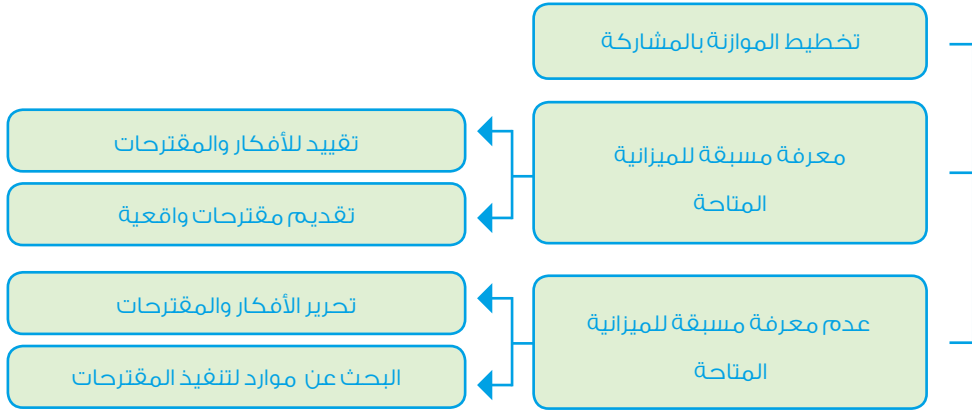 تخطيط الموازنة بالمشاركة
معرفة مسبقة للميزانية
المتاحة
تقييد للأفكار والمقترحات
تقديم مقترحات واقعية
عدم معرفة مسبقة للميزانية
المتاحة
تحرير الأفكار والمقترحات
البحث عن موارد لتنفيذ المقترحات